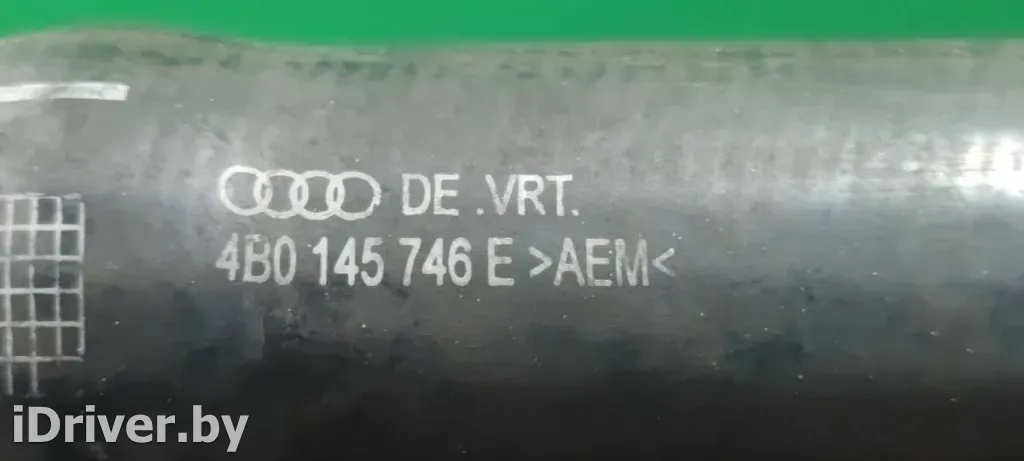 DE .VRT.
4B0 145 746 E >AEM<
iDriver.by